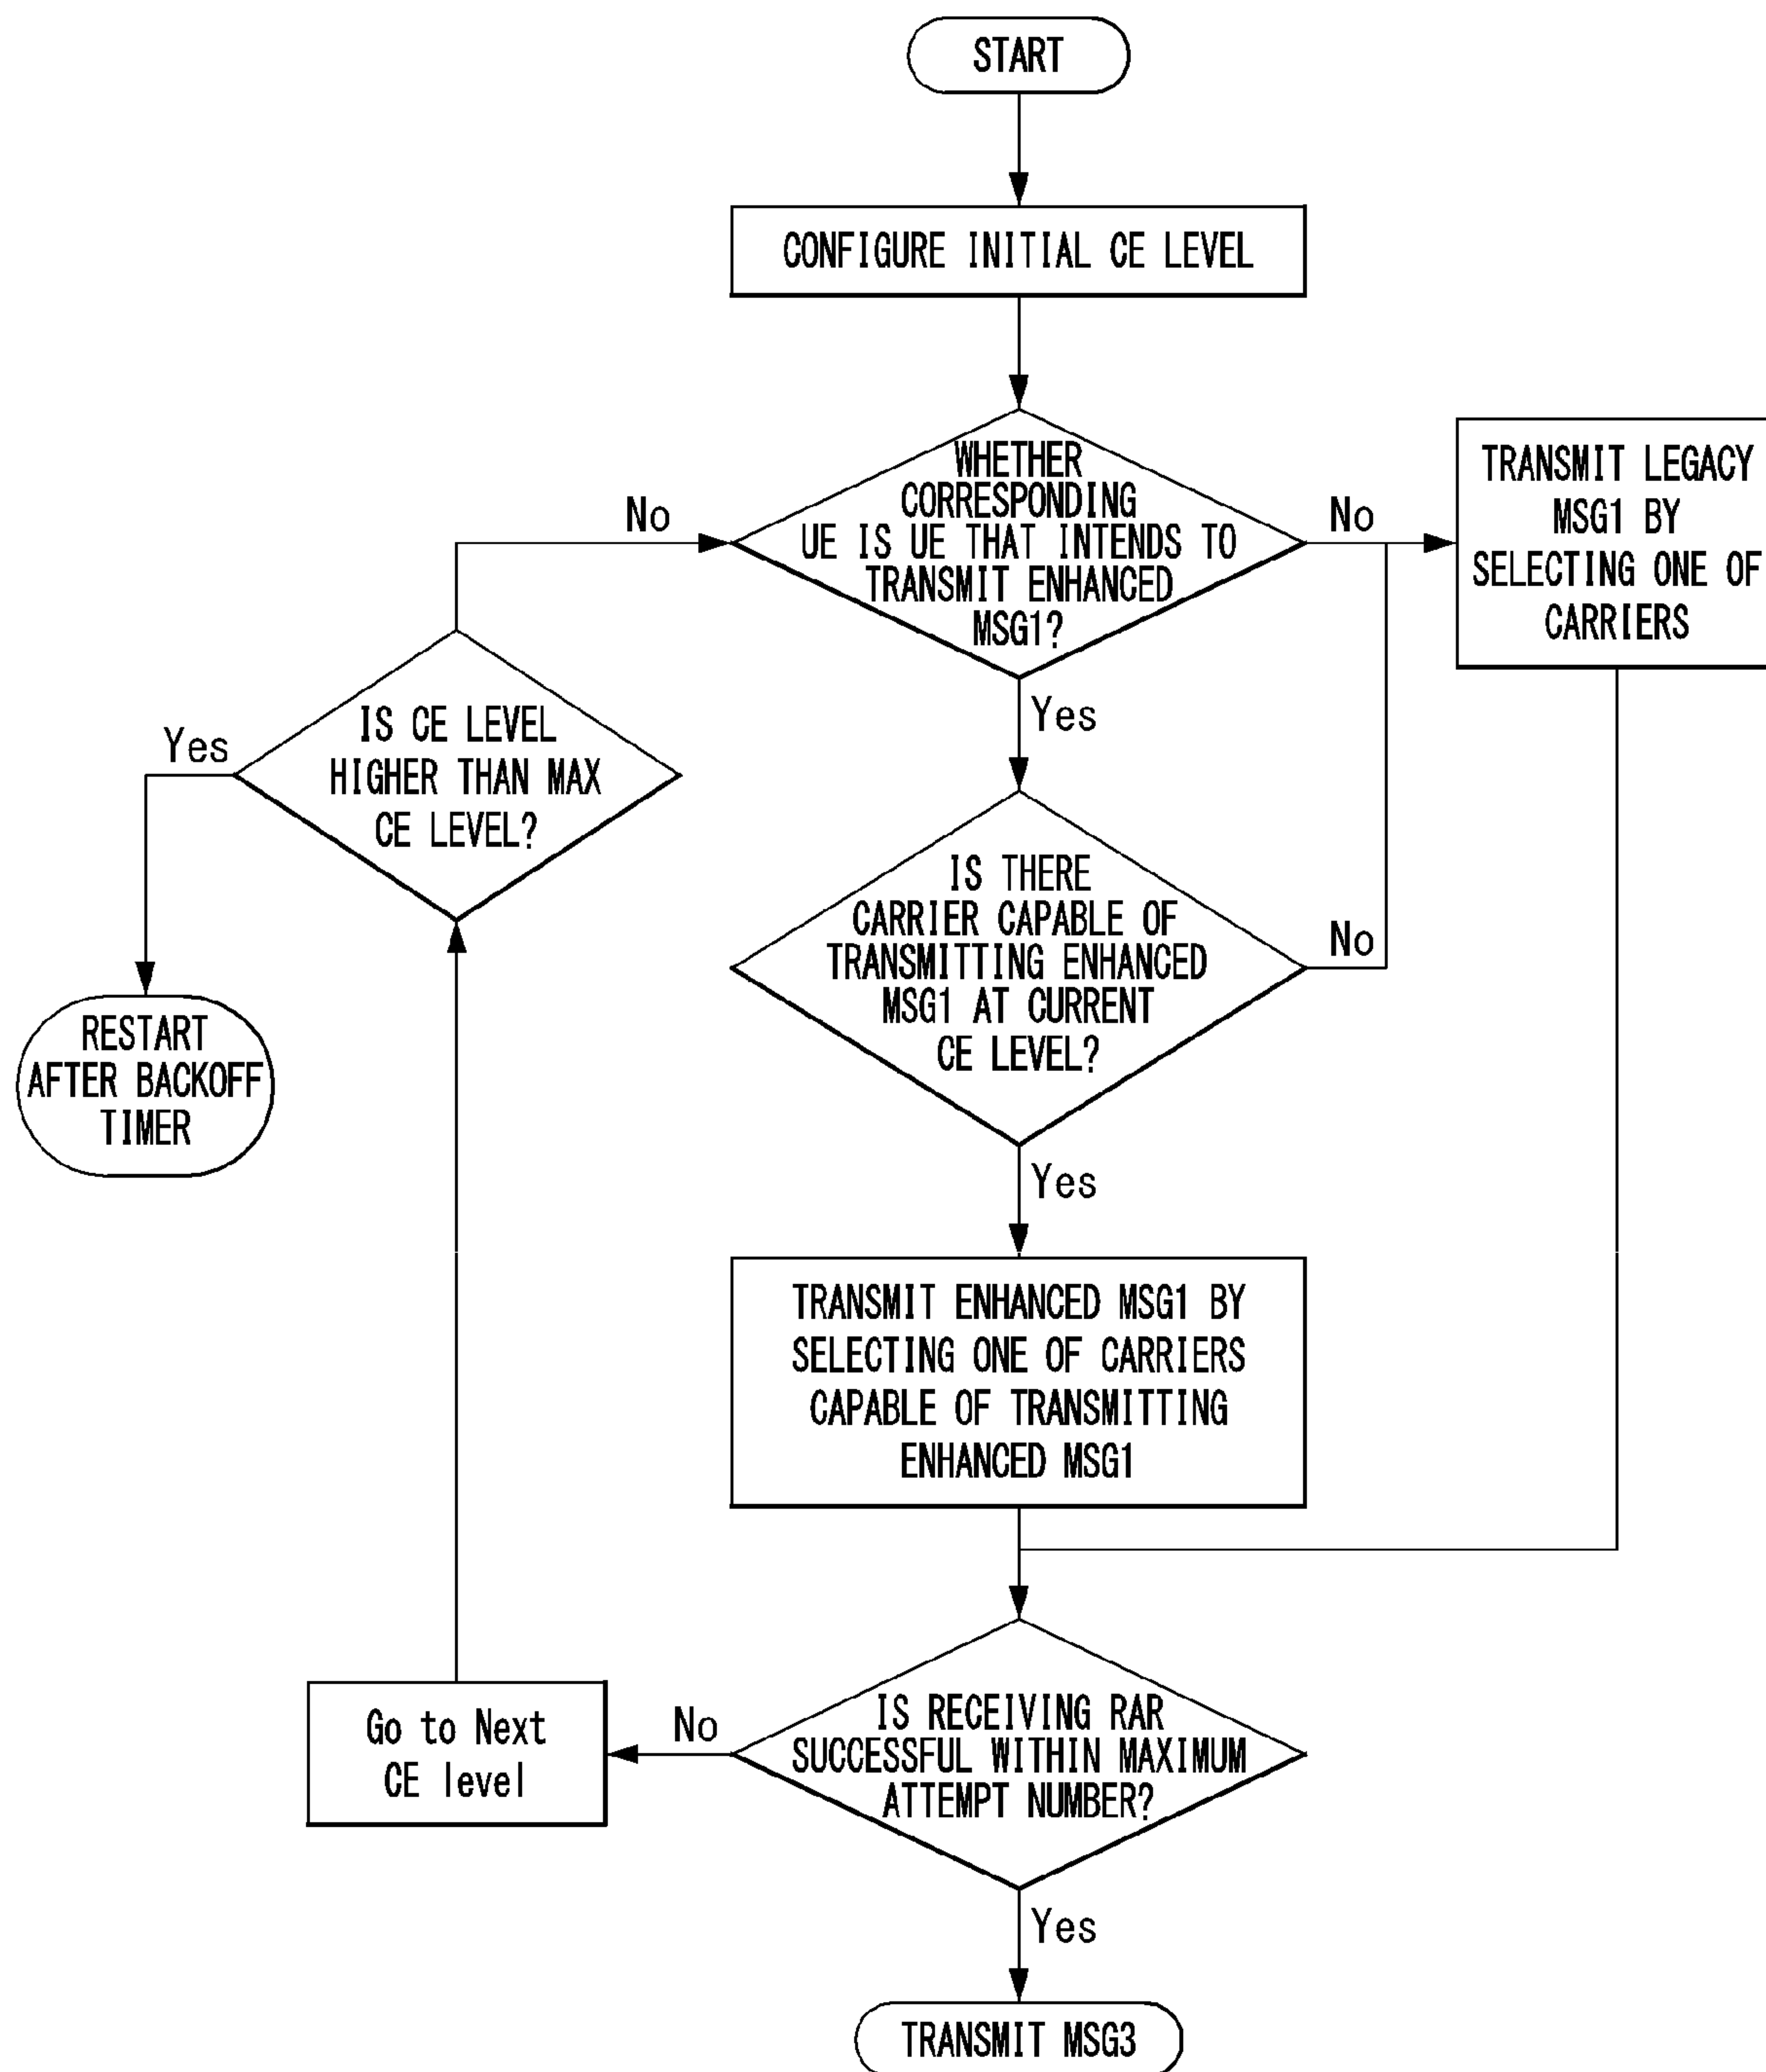 START
CONFIGURE INITIAL CE LEVEL
WHETHER
CORRESPONDING
UE IS UE THAT INTENDS TO
TRANSMIT ENHANCED
MSG1?
No
No
TRANSMIT LEGACY
MSG1 BY
SELECTING ONE OF
CARRIERS
Yes
IS CE LEVEL
HIGHER THAN MAX
CE LEVEL?
Yes
IS THERE
CARRIER CAPABLE OF
TRANSMITTING ENHANCED
MSG1 AT CURRENT
CE LEVEL?
No
RESTART
AFTER BACKOFF
TIMER
Yes
TRANSMIT ENHANCED MSG1 BY
SELECTING ONE OF CARRIERS
CAPABLE OF TRANSMITTING
ENHANCED MSG1
IS RECEIVING RAR
SUCCESSFUL WITHIN MAXIMUM
ATTEMPT NUMBER?
No
Go to Next
CE level
Yes
TRANSMIT MSG3